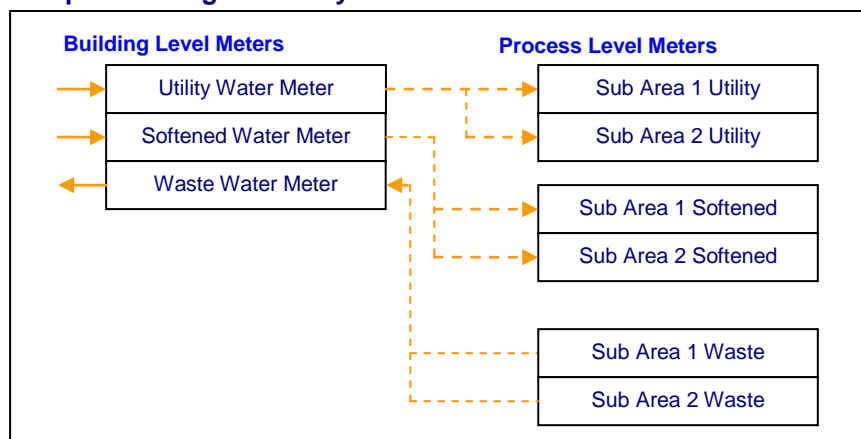 Building Level Meters
Process Level Meters
Utility Water Meter
Sub Area 1 Utility
Softened Water Meter
Sub Area 2 Utility
Waste Water Meter
Sub Area 1 Softened
Sub Area 2 Softened
Sub Area 1 Waste
Sub Area 2 Waste